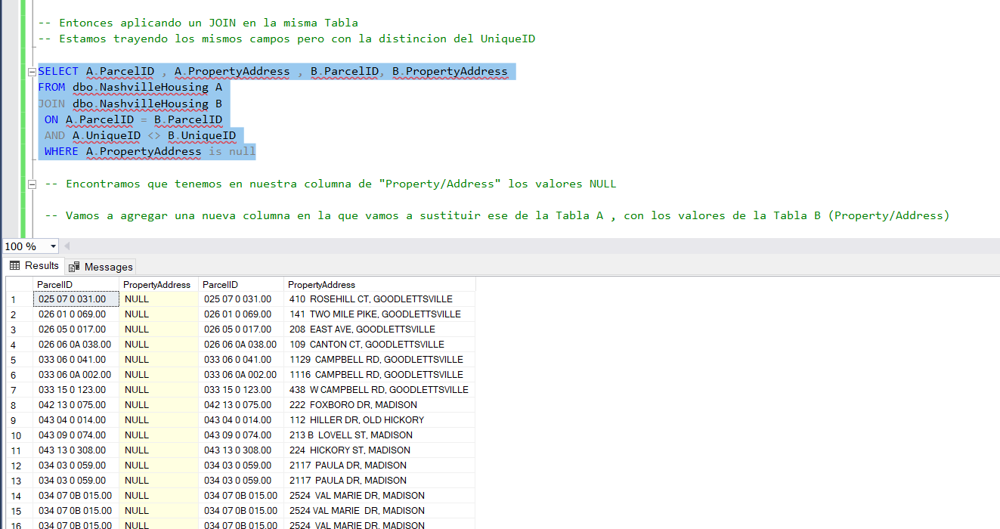 -- Entonces aplicando un JOIN en la misma Tabla
-- Estamos trayendo los mismos campos pero con la distincion del UniqueID
SELECT A.ParcelID , A.PropertyAddress , B.ParcelID, B.PropertyAddress
FROM dbo.NashvilleHousing A
JOIN dbo.NashvilleHousing B
ON A.ParcelID = B.ParcelID
AND A.UniqueID <> B.UniqueID
WHERE A.PropertyAddress is null
-- Encontramos que tenemos en nuestra columna de "Property/Address" los valores NULL
-- Vamos a agregar una nueva columna en la que vamos a sustituir ese de la Tabla A , con los valores de la Tabla B (Property/Address)
100 %
Results Messages
ParcelID PropertyAddress ParcelID PropertyAddress
1 025 07 0 031.00 NULL 025 07 0 031.00 410 ROSEHILL CT, GOODLETTSVILLE
2 026 01 0 069.00 NULL 026 01 0 069.00 141 TWO MILE PIKE, GOODLETTSVILLE
3 026 05 0 017.00 NULL 026 05 0 017.00 208 EAST AVE, GOODLETTSVILLE
4 026 06 0A 038.00 NULL 026 06 0A 038.00 109 CANTON CT, GOODLETTSVILLE
5 033 06 0 041.00 NULL 033 06 0 041.00 1129 CAMPBELL RD, GOODLETTSVILLE
6 033 06 0A 002.00 NULL 033 06 0A 002.00 1116 CAMPBELL RD, GOODLETTSVILLE
7 033 15 0 123.00 NULL 033 15 0 123.00 438 W CAMPBELL RD, GOODLETTSVILLE
8 042 13 0 075.00 NULL 042 13 0 075.00 222 FOXBORO DR, MADISON
9 043 04 0 014.00 NULL 043 04 0 014.00 112 HILLER DR, OLD HICKORY
10 043 09 0 074.00 NULL 043 09 0 074.00 213 B LOVELL ST, MADISON
11 043 13 0 308.00 NULL 043 13 0 308.00 224 HICKORY ST, MADISON
12 034 03 0 059.00 NULL 034 03 0 059.00 2117 PAULA DR, MADISON
13 034 03 0 059.00 NULL 034 03 0 059.00 2117 PAULA DR, MADISON
14 034 07 0B 015.00 NULL 034 07 0B 015.00 2524 VAL MARIE DR, MADISON
15 034 07 0B 015.00 NULL 034 07 0B 015.00 2524 VAL MARIE DR, MADISON
16 034 07 0B 015.00 NULL 034 07 0B 015.00 2524 VAL MARIE DR, MADISON